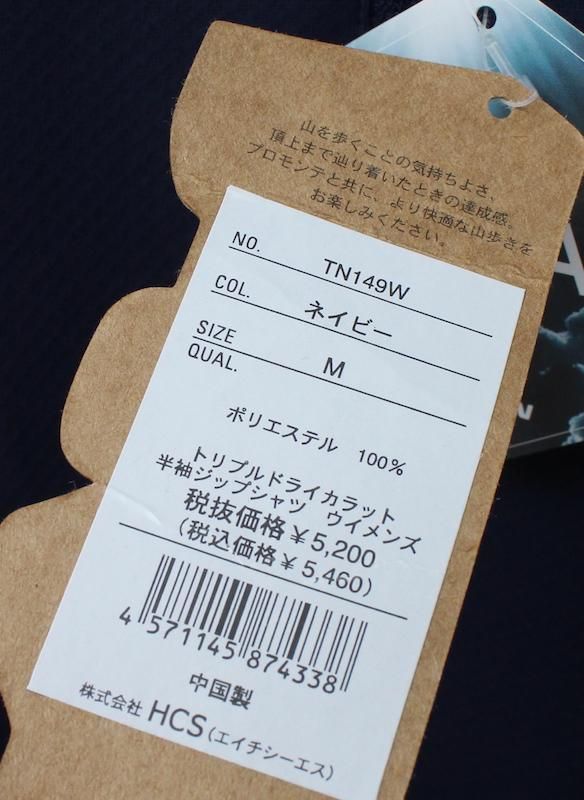 山を歩くことの気持ちよさ、
頂上まで辿り着いたときの達成感。
プロモンテと共に、より快適な山歩きを
お楽しみください。
NO. TN149W
COL. ネイビー
SIZE M
QUAL.
ポリエステル 100%
トリプルドライカラット
半袖ジップシャツ ウイメンズ
税抜価格¥5,200
(税込価格¥5,460)
4 571145 874338
中国製
株式会社 HCS (エイチシーエス)